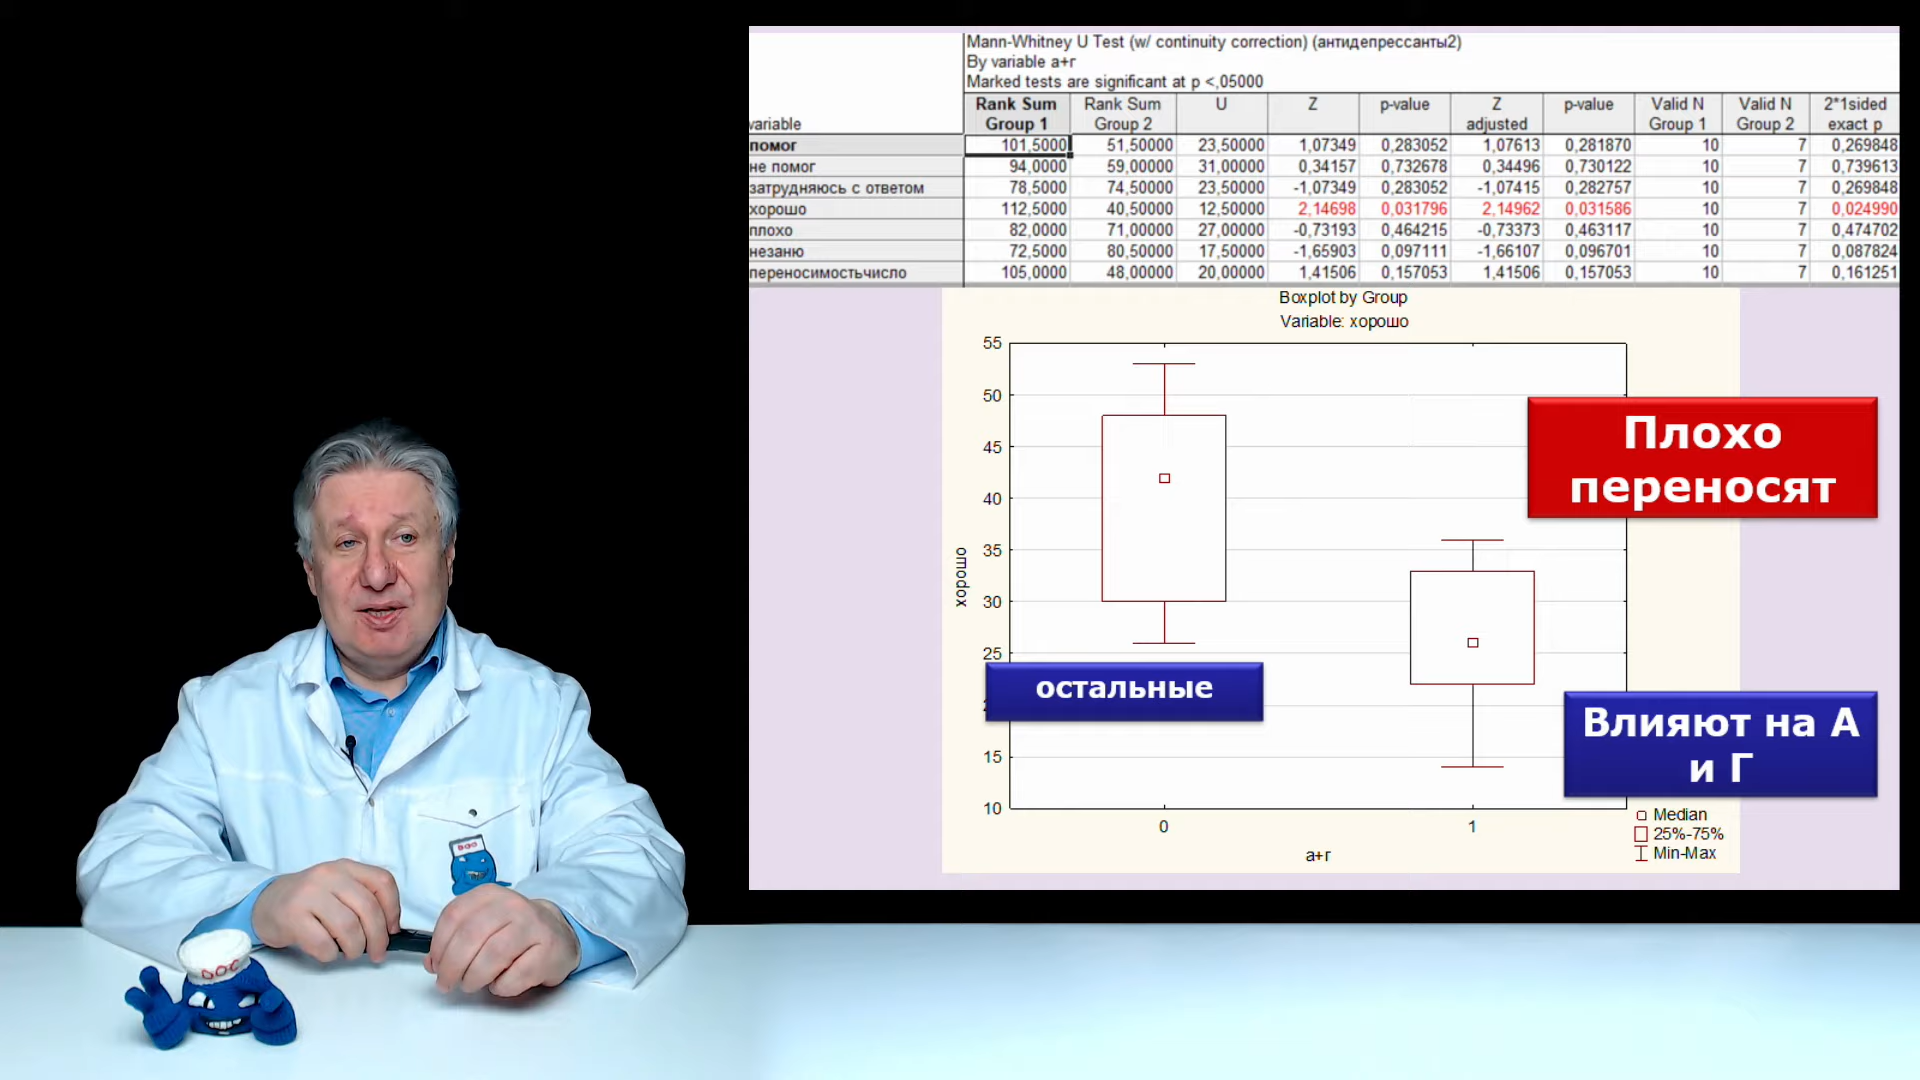 Mann-Whitney U Test (w/ continuity correction) (антидепрессанты2)
By variable а+г
Marked tests are significant at p <,05000
variable Rank Sum Group 1 Rank Sum Group 2 U Z p-value Z adjusted p-value Valid N Group 1 Valid N Group 2 2*1sided exact p
помог 101,5000 51,50000 23,50000 1,07349 0,283052 1,07613 0,281870 10 7 0,269848
не помог 94,0000 59,00000 31,00000 0,34157 0,732678 0,34496 0,730122 10 7 0,739613
затрудняюсь с ответом 78,5000 74,50000 23,50000 -1,07349 0,283052 -1,07415 0,282757 10 7 0,269848
хорошо 112,5000 40,50000 12,50000 2,14698 0,031796 2,14962 0,031586 10 7 0,024990
плохо 82,0000 71,00000 27,00000 -0,73193 0,464215 -0,73373 0,463117 10 7 0,474702
незаню 72,5000 80,50000 17,50000 -1,65903 0,097111 -1,66107 0,096701 10 7 0,087824
переносимостьчисло 105,0000 48,00000 20,00000 1,41506 0,157053 1,41506 0,157053 10 7 0,161251
Boxplot by Group
Variable: хорошо
55
50
45
40
35
30
25
15
10
хорошо
0 1
а+г
Плохо
переносят
остальные
Влияют на А
и Г
Median
25%-75%
Min-Max
DOC